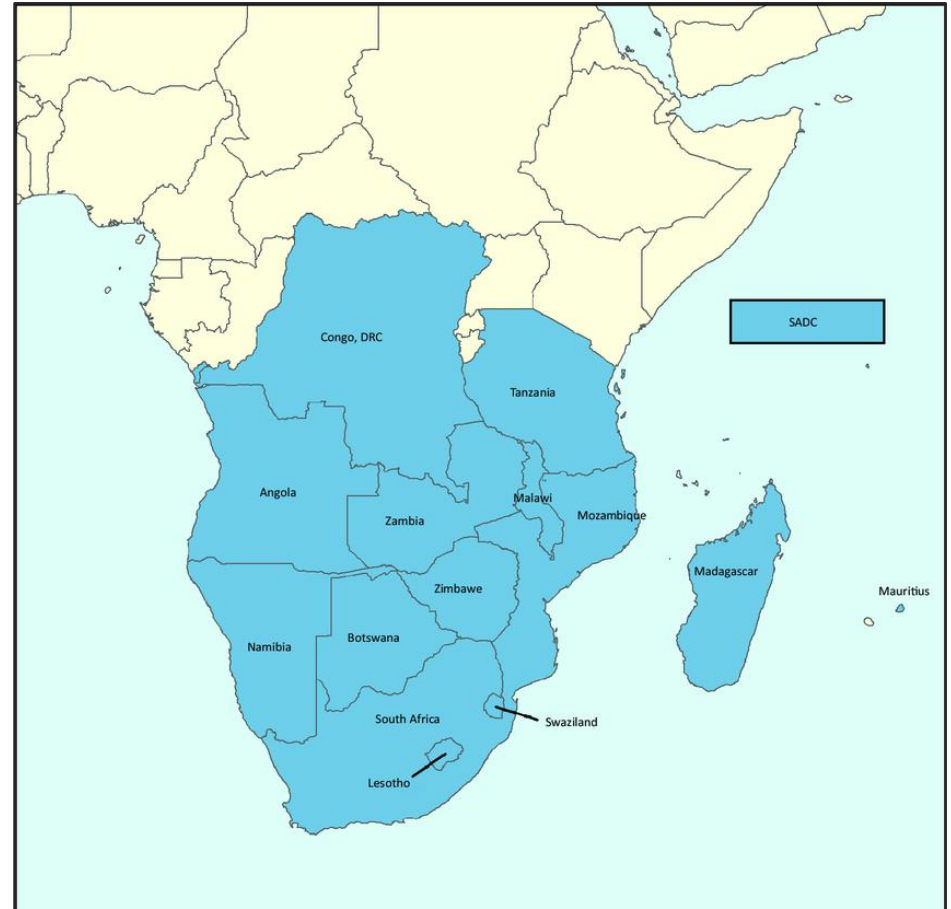 SADC
Congo, DRC
Tanzania
Angola
Malawi
Zambia
Mozambique
Madagascar
Zimbawe
Mauritius
Botswana
Namibia
South Africa
Swaziland
Lesotho